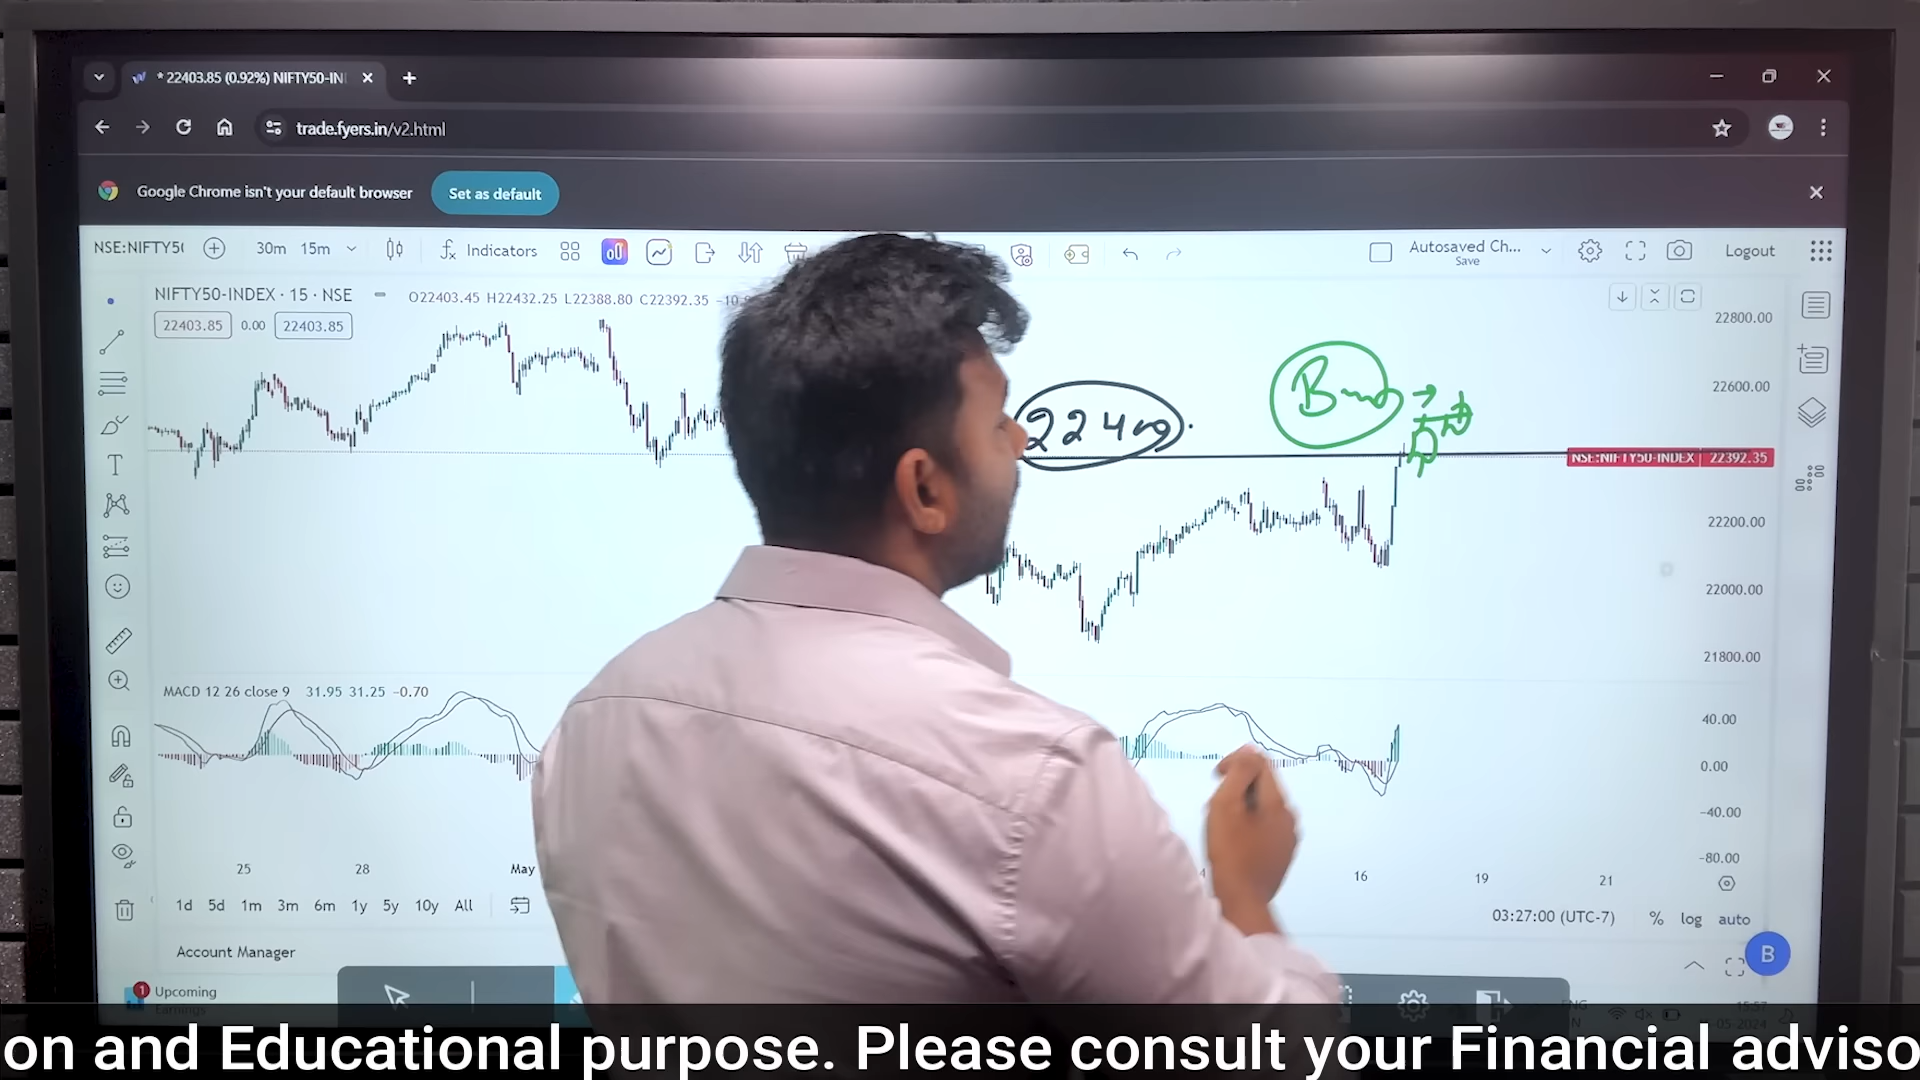 * 22403.85 (0.92%) NIFTY50-IN
trade.fyers.in/v2.html
Google Chrome isn't your default browser
Set as default
NSE:NIFTY5
30m 15m
Indicators
Autosaved Ch...
Save
Logout
NIFTY50-INDEX · 15 · NSE
O22403.45 H22432.25 L22388.80 C22392.35
22403.85 0.00 22403.85
22800.00
22600.00
NSE:NIFTY50-INDEX 22392.35
22200.00
22000.00
21800.00
MACD 12 26 close 9 31.95 31.25 −0.70
40.00
0.00
−40.00
−80.00
25 28 May 16 19 21
1d 5d 1m 3m 6m 1y 5y 10y All
03:27:00 (UTC-7) % log auto
Account Manager
B
1 Upcoming
Earnings
ENG
15:57
on and Educational purpose. Please consult your Financial adviso